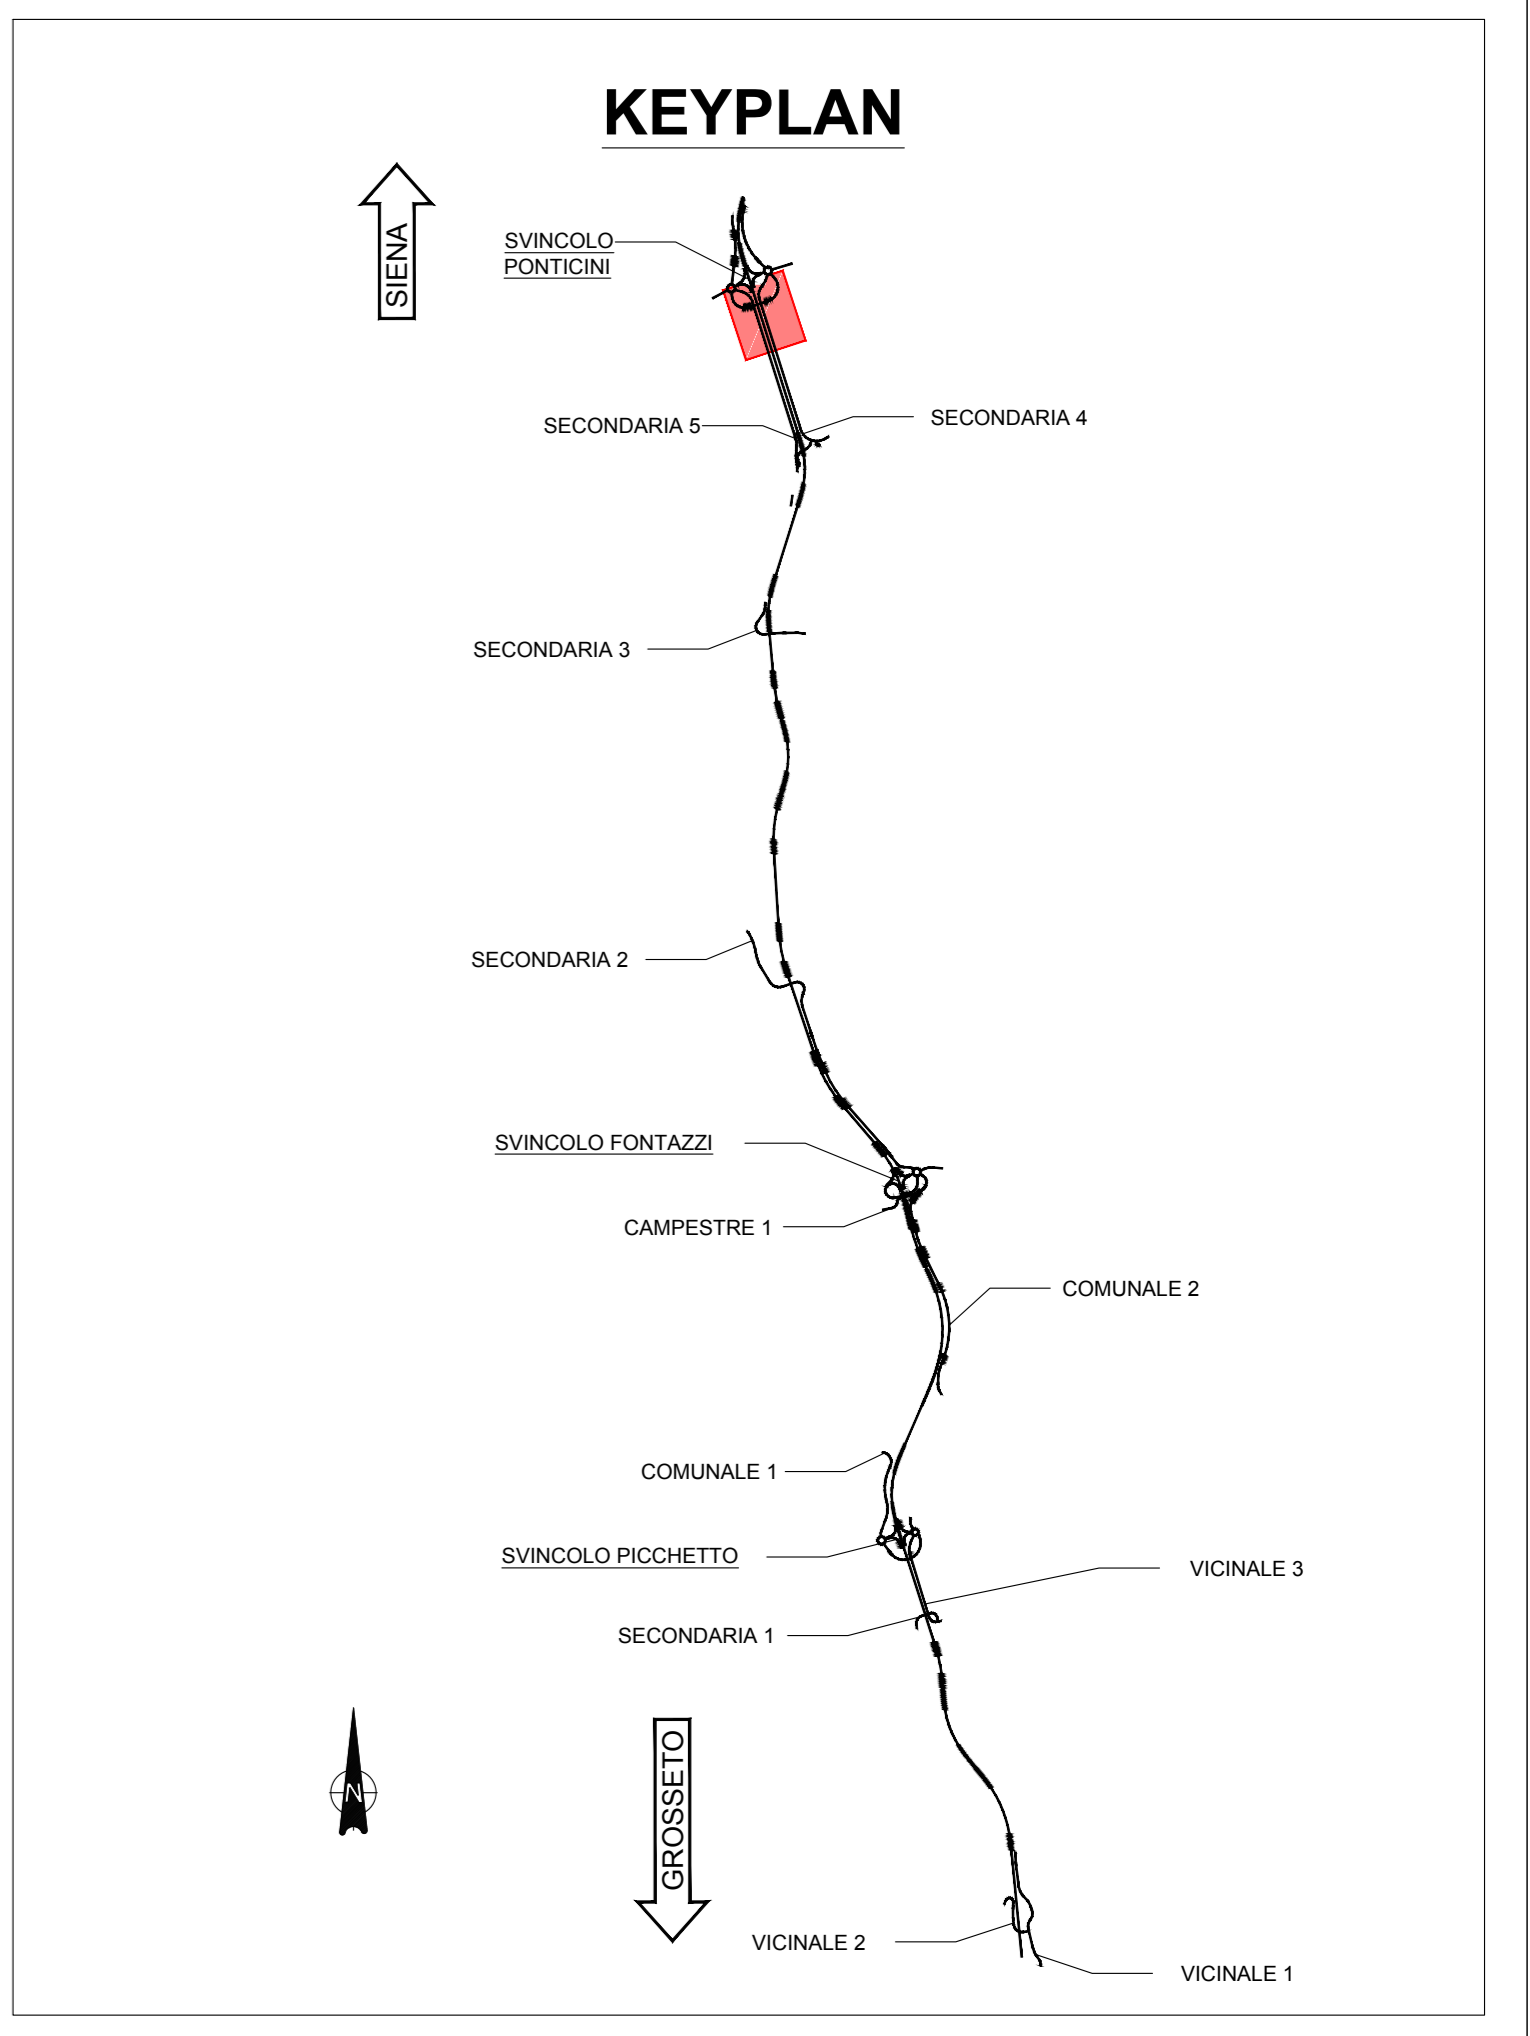 KEYPLAN
SIENA
SVINCOLO
PONTICINI
SECONDARIA 5
SECONDARIA 4
SECONDARIA 3
SECONDARIA 2
SVINCOLO FONTAZZI
CAMPESTRE 1
COMUNALE 2
COMUNALE 1
SVINCOLO PICCHETTO
VICINALE 3
SECONDARIA 1
N
GROSSETO
VICINALE 2
VICINALE 1